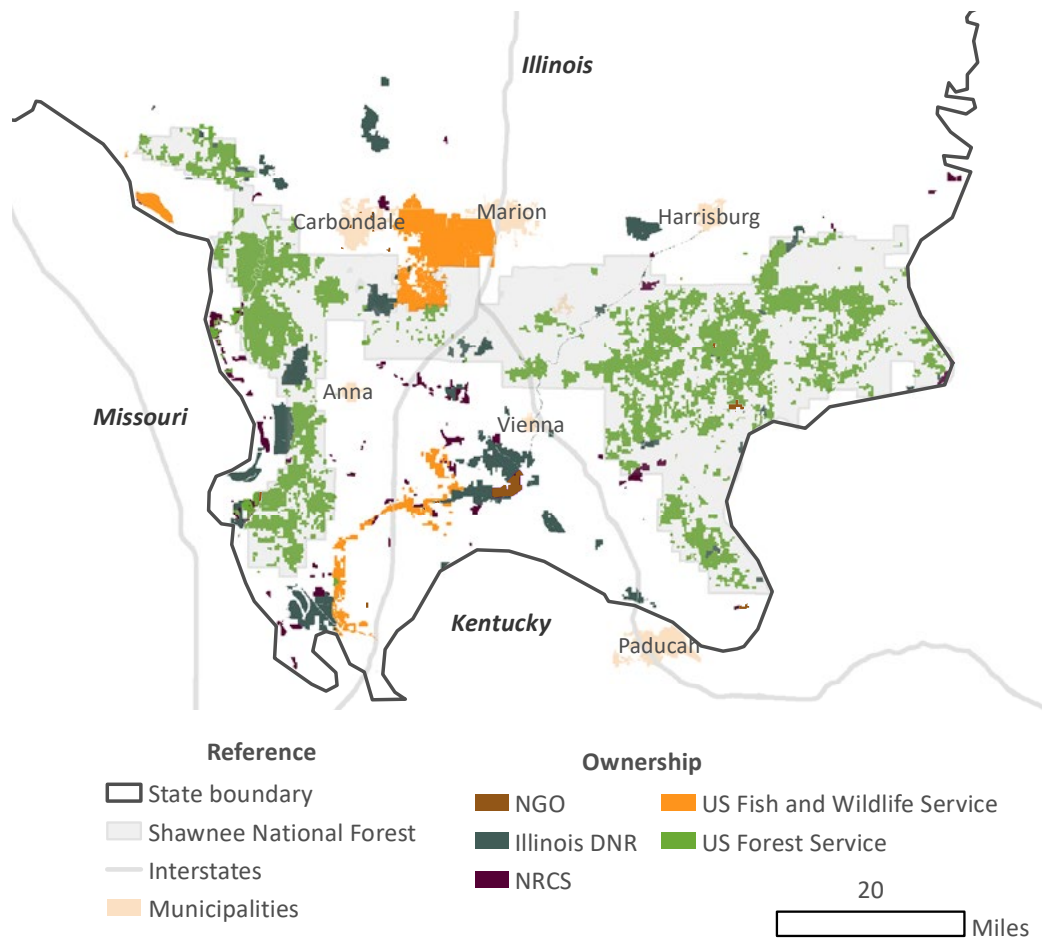 Illinois
Carbondale
Marion
Harrisburg
Missouri
Anna
Vienna
Kentucky
Paducah
Reference
State boundary
Shawnee National Forest
Interstates
Municipalities
Ownership
NGO
Illinois DNR
NRCS
US Fish and Wildlife Service
US Forest Service
20
Miles